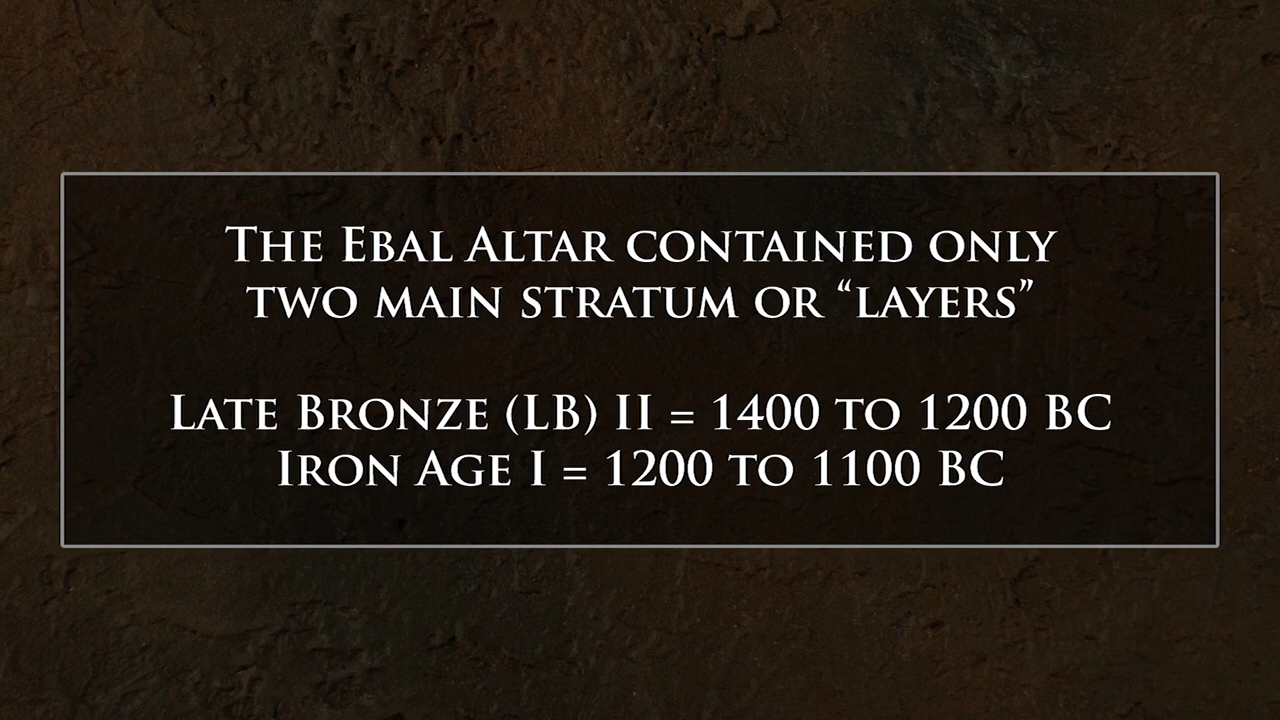 The Ebal Altar contained only
two main stratum or “layers”
Late Bronze (LB) II = 1400 to 1200 BC
Iron Age I = 1200 to 1100 BC